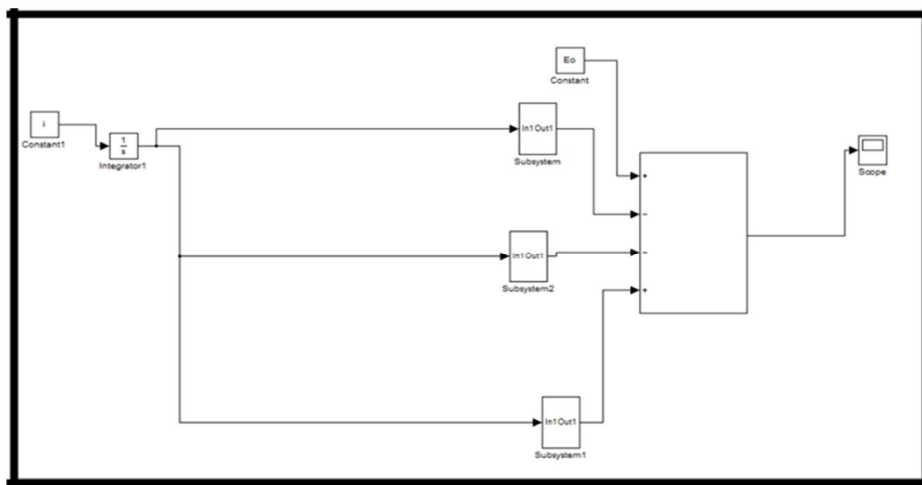 Eo
Constant
i
Constant1
1
s
Integrator1
In1 Out1
Subsystem
+
−
−
+
Scope
In1 Out1
Subsystem2
In1 Out1
Subsystem1